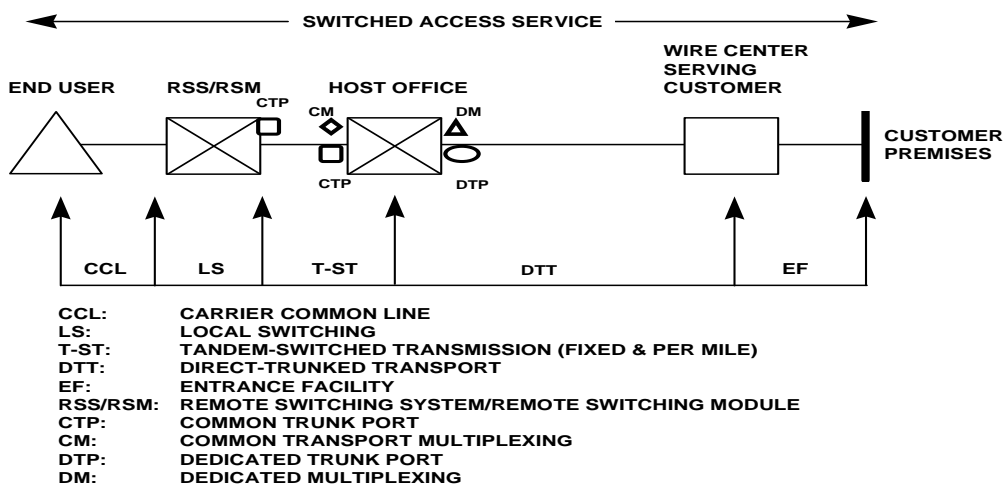 SWITCHED ACCESS SERVICE
WIRE CENTER
SERVING
CUSTOMER
END USER
RSS/RSM
HOST OFFICE
CTP
CM
DM
CUSTOMER
PREMISES
CTP
DTP
CCL
LS
T-ST
DTT
EF
CCL: CARRIER COMMON LINE
LS: LOCAL SWITCHING
T-ST: TANDEM-SWITCHED TRANSMISSION (FIXED & PER MILE)
DTT: DIRECT-TRUNKED TRANSPORT
EF: ENTRANCE FACILITY
RSS/RSM: REMOTE SWITCHING SYSTEM/REMOTE SWITCHING MODULE
CTP: COMMON TRUNK PORT
CM: COMMON TRANSPORT MULTIPLEXING
DTP: DEDICATED TRUNK PORT
DM: DEDICATED MULTIPLEXING